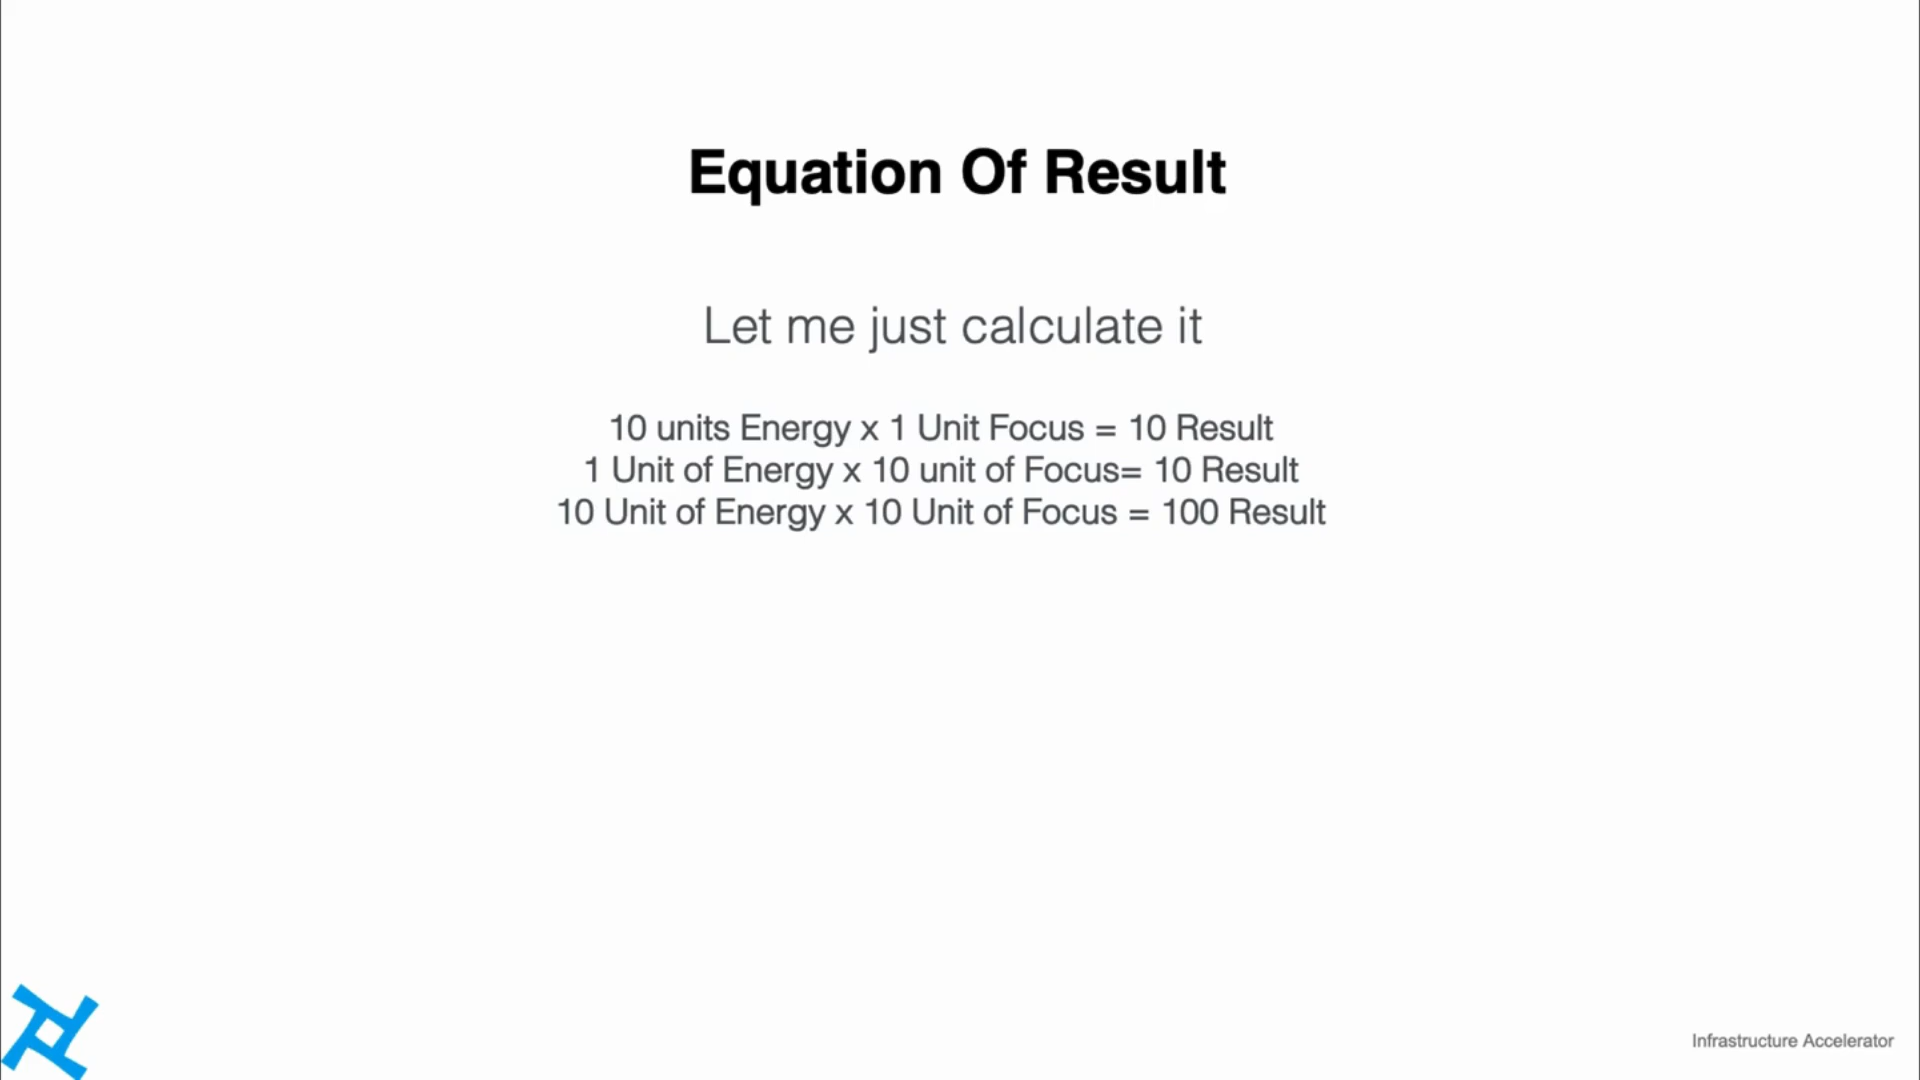 Equation Of Result
Let me just calculate it
10 units Energy x 1 Unit Focus = 10 Result
1 Unit of Energy x 10 unit of Focus= 10 Result
10 Unit of Energy x 10 Unit of Focus = 100 Result
Infrastructure Accelerator